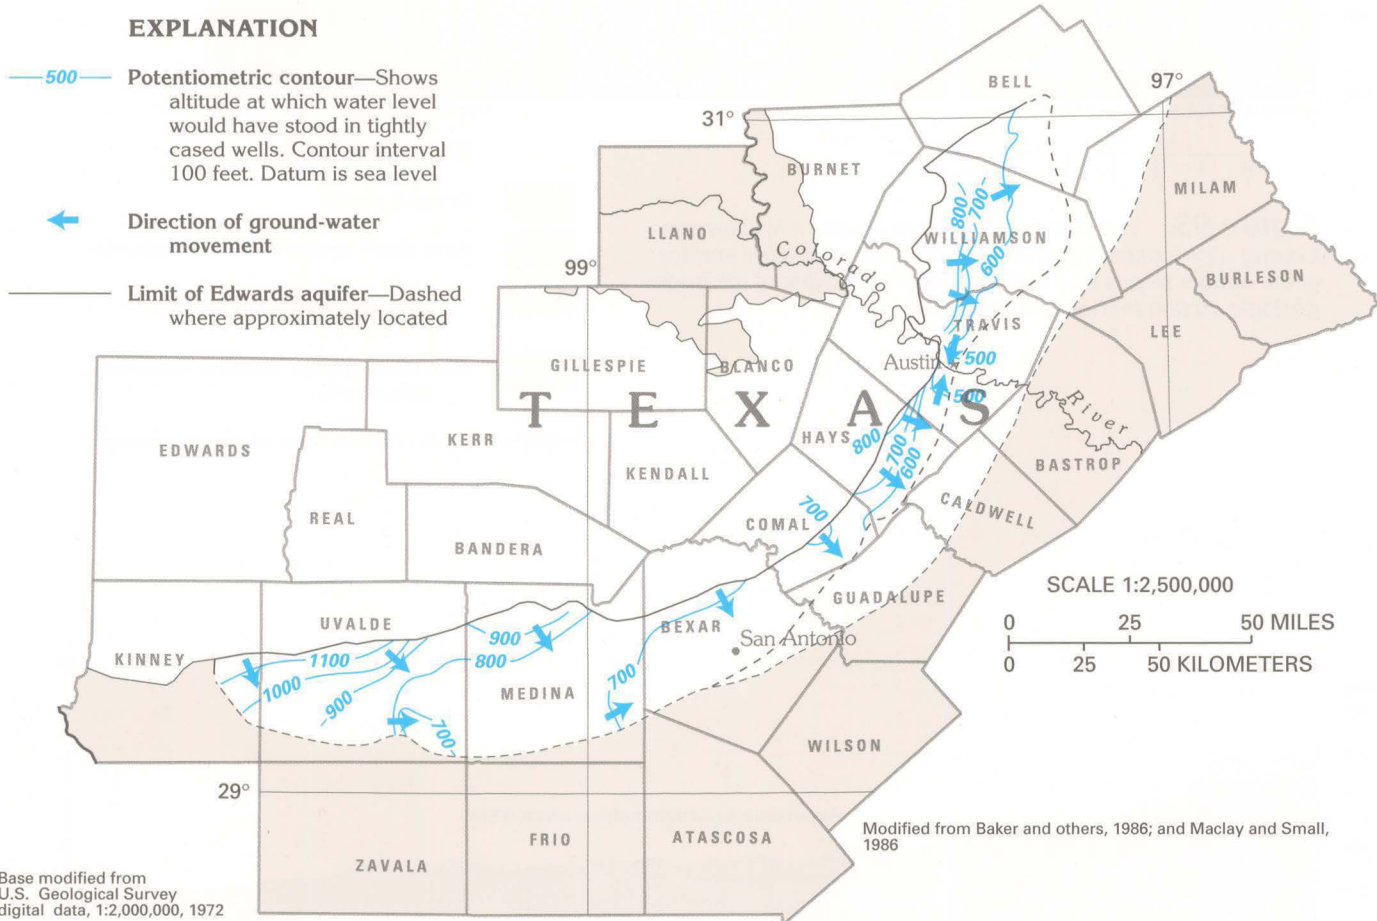 EXPLANATION
500
Potentiometric contour—Shows
altitude at which water level
would have stood in tightly
cased wells. Contour interval
100 feet. Datum is sea level
Direction of ground-water
movement
Limit of Edwards aquifer—Dashed
where approximately located
BELL
97°
31°
BURNET
MILAM
LLANO
Colorado
800
700
WILLIAMSON
600
99°
BURLESON
TRAVIS
LEE
GILLESPIE
BLANCO
Austin
500
500
TEXAS
River
EDWARDS
KERR
HAYS
800
700
600
BASTROP
KENDALL
CALDWELL
REAL
700
COMAL
BANDERA
SCALE 1:2,500,000
GUADALUPE
0 25 50 MILES
0 25 50 KILOMETERS
UVALDE
BEXAR
San Antonio
KINNEY
1100
900
800
1000
900
MEDINA
700
700
WILSON
29°
FRIO
ATASCOSA
ZAVALA
Modified from Baker and others, 1986; and Maclay and Small,
1986
Base modified from
U.S. Geological Survey
digital data, 1:2,000,000, 1972